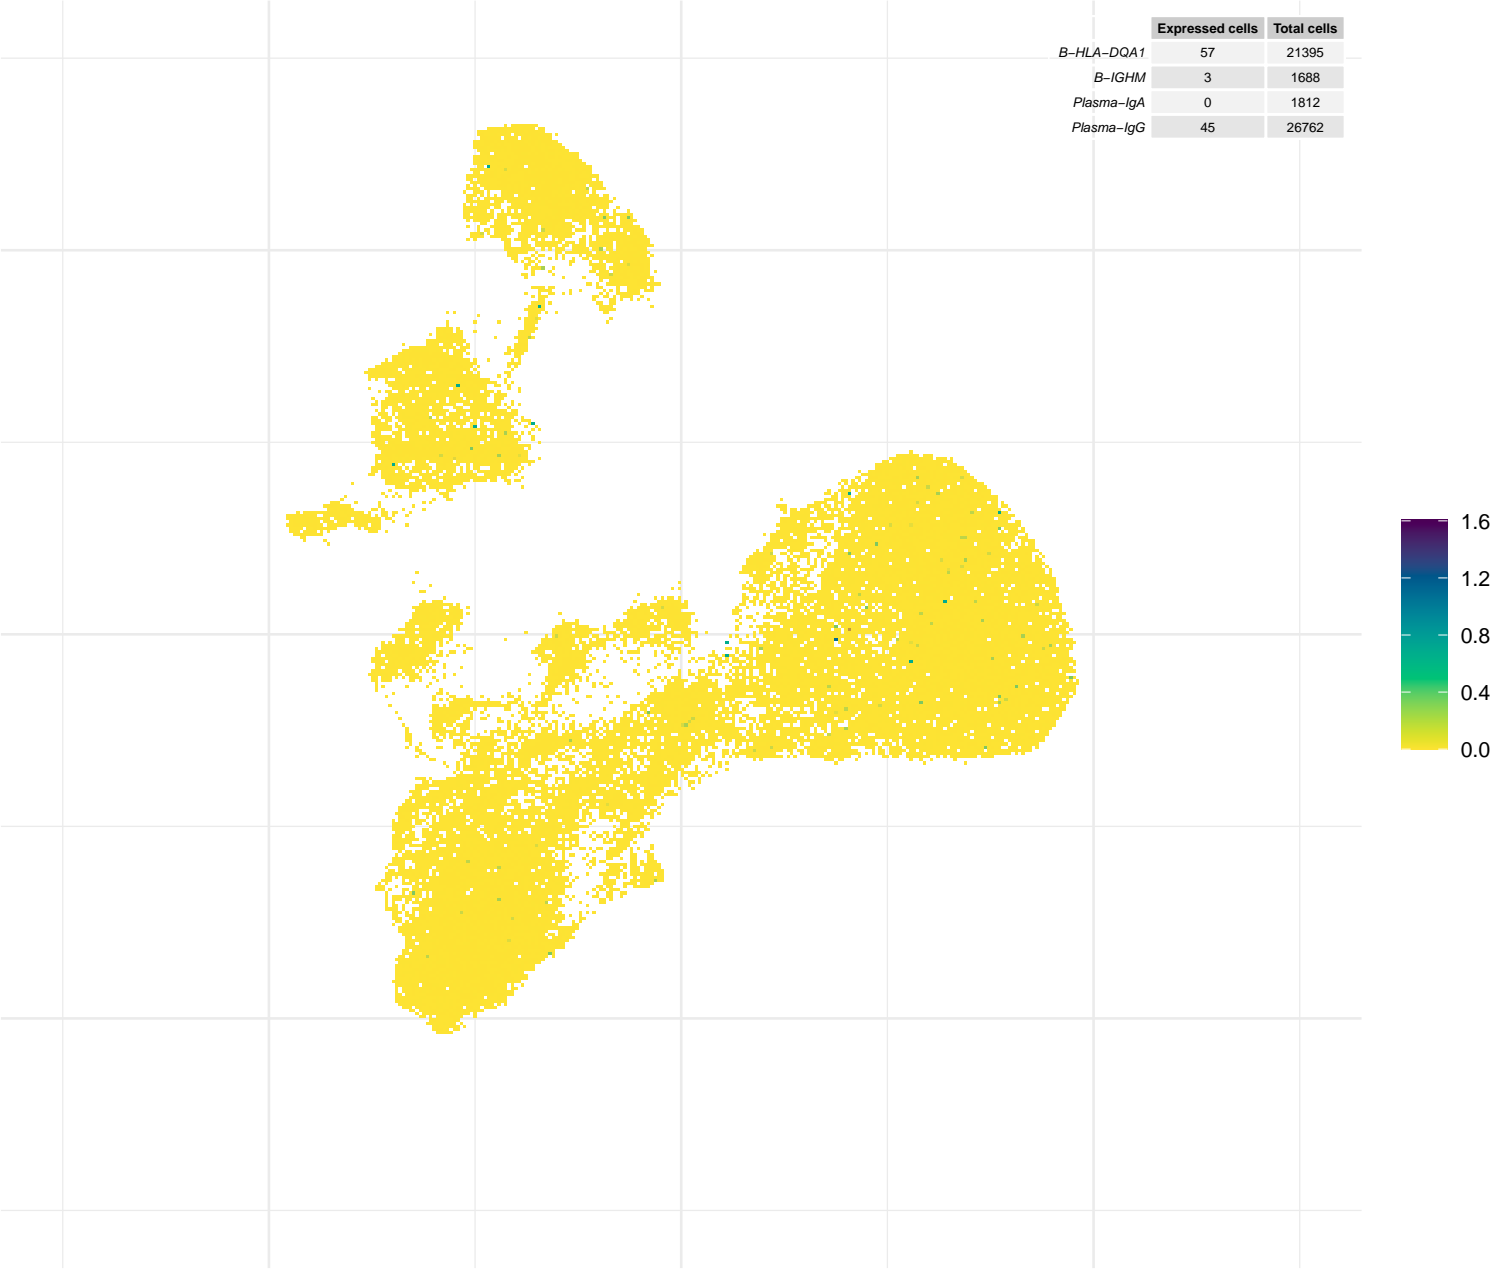 Expressed cells Total cells
B−HLA−DQA1 57 21395
B−IGHM 3 1688
Plasma−IgA 0 1812
Plasma−IgG 45 26762
1.6
1.2
0.8
0.4
0.0